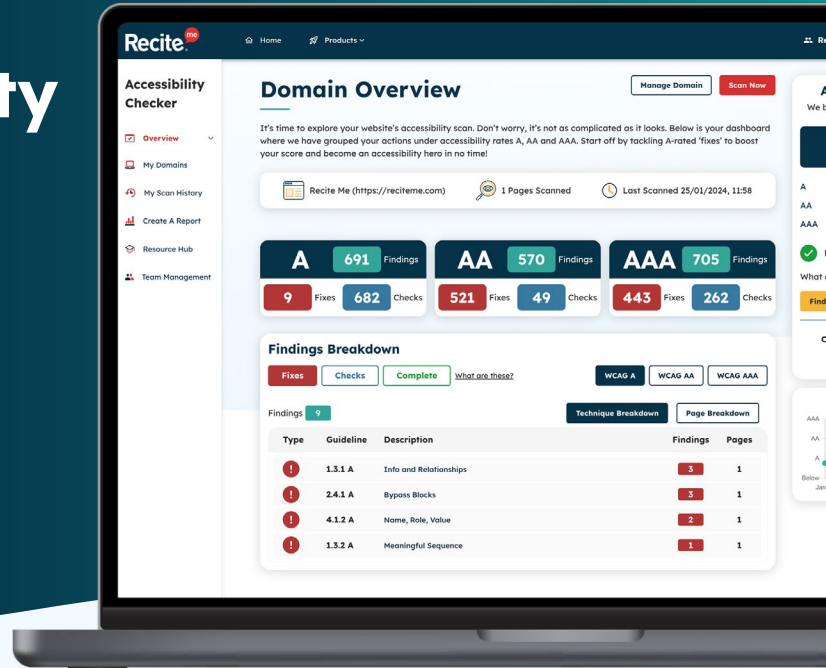 ty
Recite me
Home
Products
Accessibility
Checker
Overview
My Domains
My Scan History
Create A Report
Resource Hub
Team Management
Domain Overview
Manage Domain
Scan Now
It's time to explore your website's accessibility scan. Don't worry, it's not as complicated as it looks. Below is your dashboard
where we have grouped your actions under accessibility rates A, AA and AAA. Start off by tackling A-rated 'fixes' to boost
your score and become an accessibility hero in no time!
Recite Me (https://reciteme.com)
1 Pages Scanned
Last Scanned 25/01/2024, 11:58
A 691 Findings
9 Fixes 682 Checks
AA 570 Findings
521 Fixes 49 Checks
AAA 705 Findings
443 Fixes 262 Checks
Findings Breakdown
Fixes Checks Complete What are these? WCAG A WCAG AA WCAG AAA
Findings 9 Technique Breakdown Page Breakdown
Type Guideline Description Findings Pages
! 1.3.1 A Info and Relationships 3 1
! 2.4.1 A Bypass Blocks 3 1
! 4.1.2 A Name, Role, Value 2 1
! 1.3.2 A Meaningful Sequence 1 1
Re
A
We b
A
AA
AAA
What
Find
C
AAA
AA
A
Below
Jan